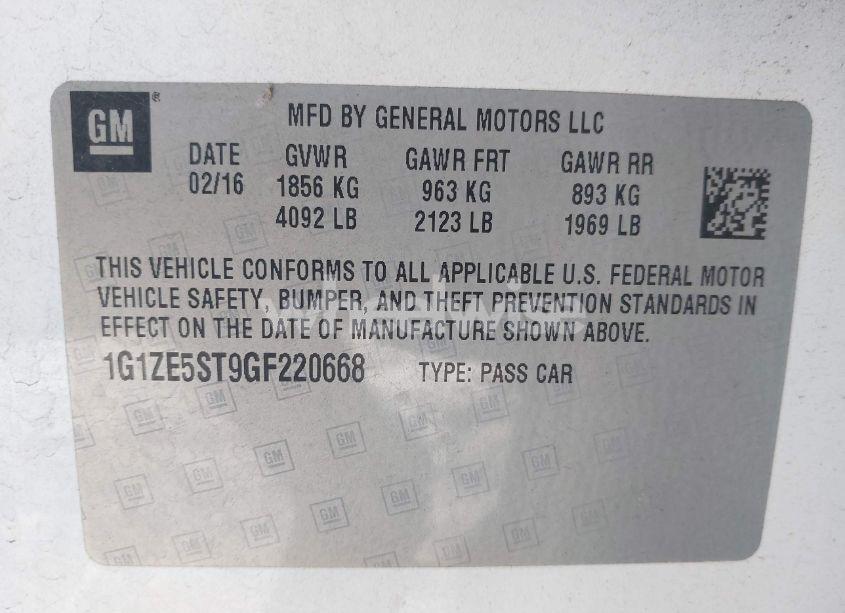 GM
MFD BY GENERAL MOTORS LLC
DATE GVWR GAWR FRT GAWR RR
02/16 1856 KG 963 KG 893 KG
4092 LB 2123 LB 1969 LB
THIS VEHICLE CONFORMS TO ALL APPLICABLE U.S. FEDERAL MOTOR
VEHICLE SAFETY, BUMPER, AND THEFT PREVENTION STANDARDS IN
EFFECT ON THE DATE OF MANUFACTURE SHOWN ABOVE.
1G1ZE5ST9GF220668 TYPE: PASS CAR